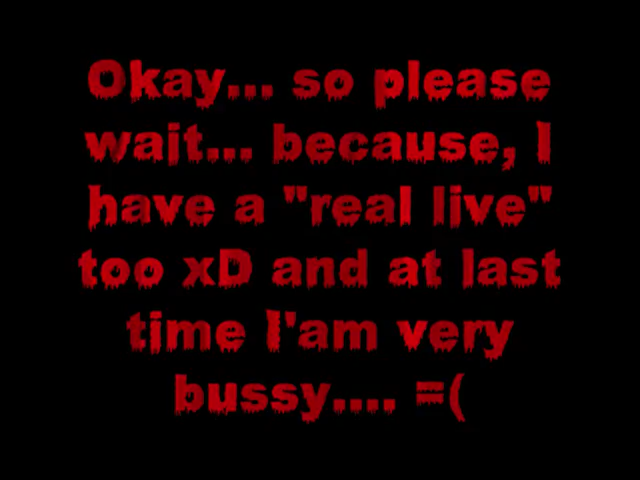 Okay... so please
wait... because, I
have a "real live"
too xD and at last
time I'am very
bussy.... =(